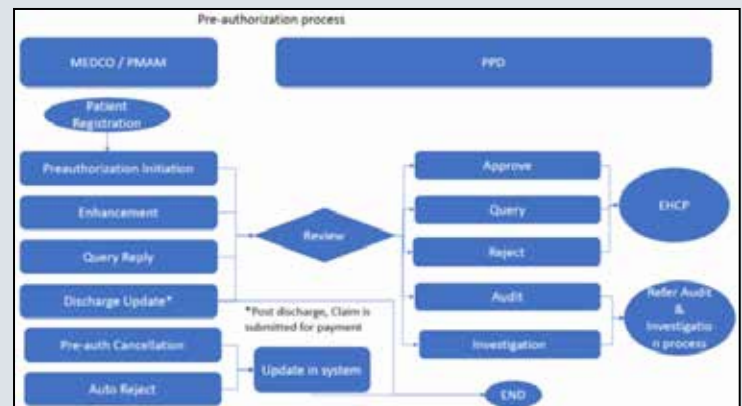 Pre-authorization process
MEDCO / PMAM
PPD
Patient
Registration
Preauthorization Initiation
Enhancement
Query Reply
Discharge Update*
Pre-auth Cancellation
Auto Reject
Review
*Post discharge, Claim is
submitted for payment
Update in system
Approve
Query
Reject
Audit
Investigation
EHCP
Refer Audit
&
Investigatio
n process
END